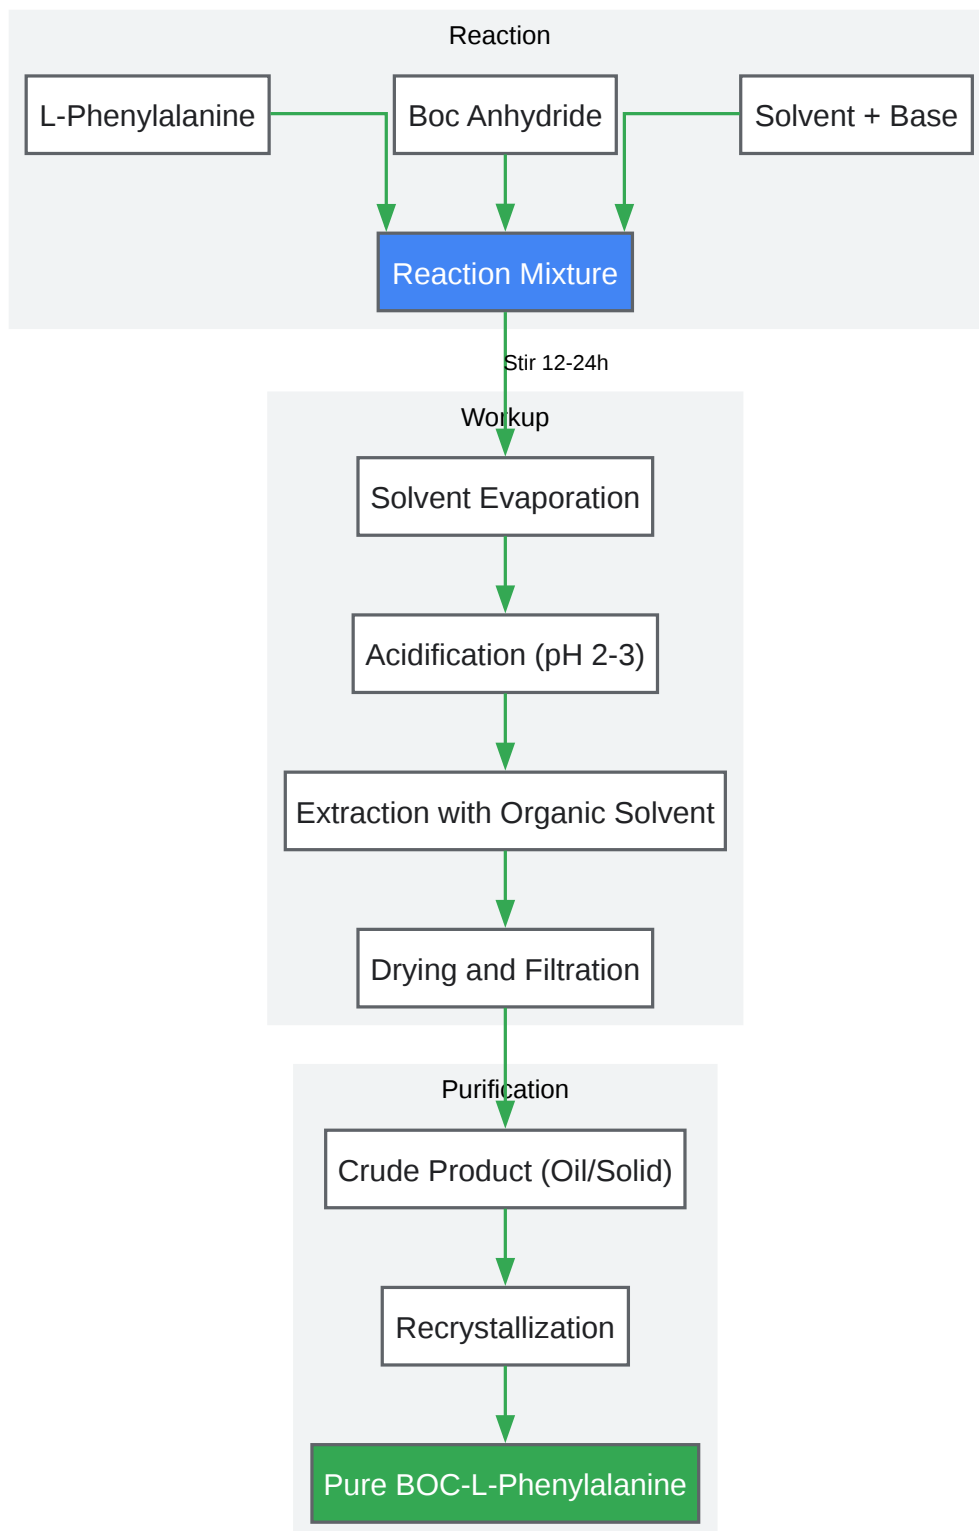 Reaction
L-Phenylalanine
Boc Anhydride
Solvent + Base
Reaction Mixture
Stir 12-24h
Workup
Solvent Evaporation
Acidification (pH 2-3)
Extraction with Organic Solvent
Drying and Filtration
Purification
Crude Product (Oil/Solid)
Recrystallization
Pure BOC-L-Phenylalanine